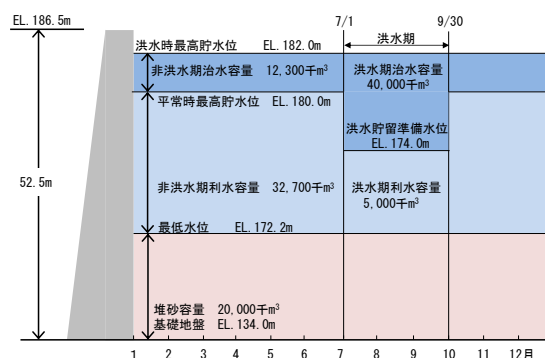 EL. 186.5m
7/1
9/30
洪水時最高貯水位 EL. 182.0m
洪水期
非洪水期治水容量 12,300千m³
洪水期治水容量
40,000千m³
平常時最高貯水位 EL. 180.0m
洪水貯留準備水位
EL. 174.0m
52.5m
非洪水期利水容量 32,700千m³
洪水期利水容量
5,000千m³
最低水位 EL. 172.2m
堆砂容量 20,000千m³
基礎地盤 EL. 134.0m
1 2 3 4 5 6 7 8 9 10 11 12月